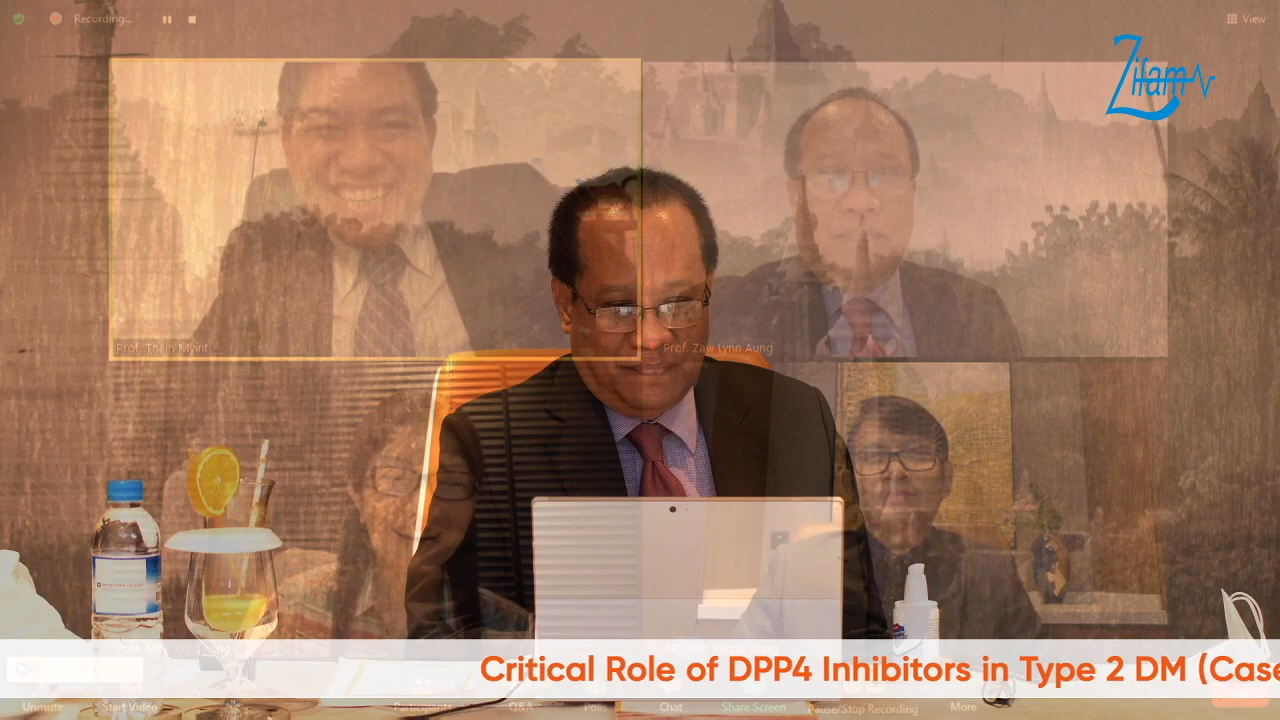 Recording...
View
Zifam
Prof. Thein Myint
Prof. Zaw Lynn Aung
Critical Role of DPP4 Inhibitors in Type 2 DM (Case
Unmute
Start Video
Participants
Q&A
Polls
Chat
Share Screen
Pause/Stop Recording
More